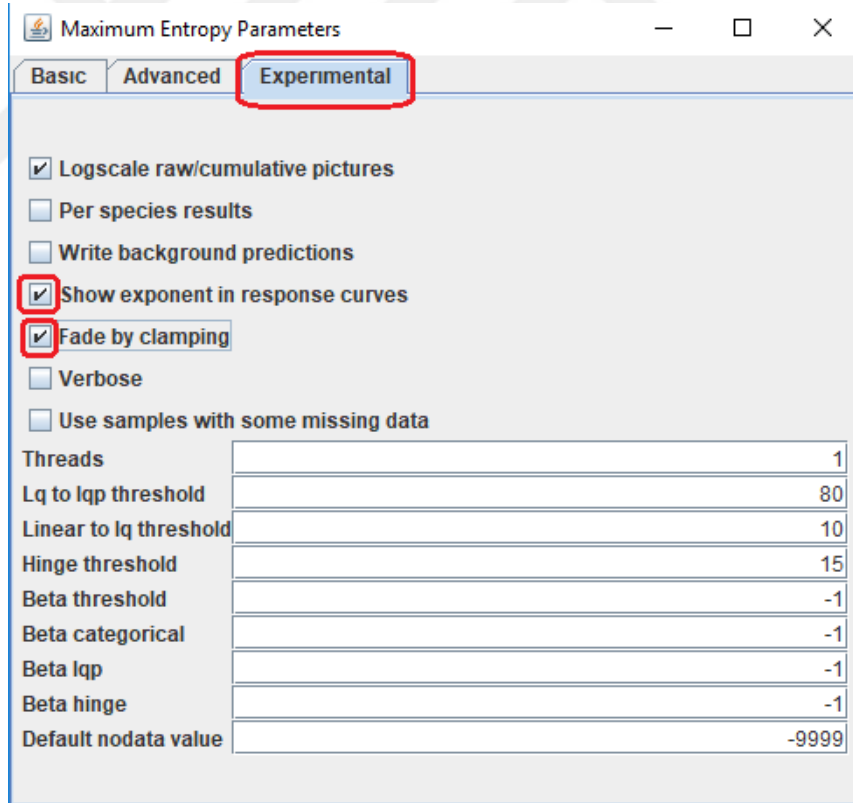 Maximum Entropy Parameters
Basıc Advanced Experımental
Logscale raw/cumulative pictures
Per species results
Write background predictions
Show exponent in response curves
Fade by clamping
Verbose
Use samples with some missing data
Threads 1
Lq to lqp threshold 80
Linear to lq threshold 10
Hinge threshold 15
Beta threshold -1
Beta categorical -1
Beta lqp -1
Beta hinge -1
Default nodata value -9999